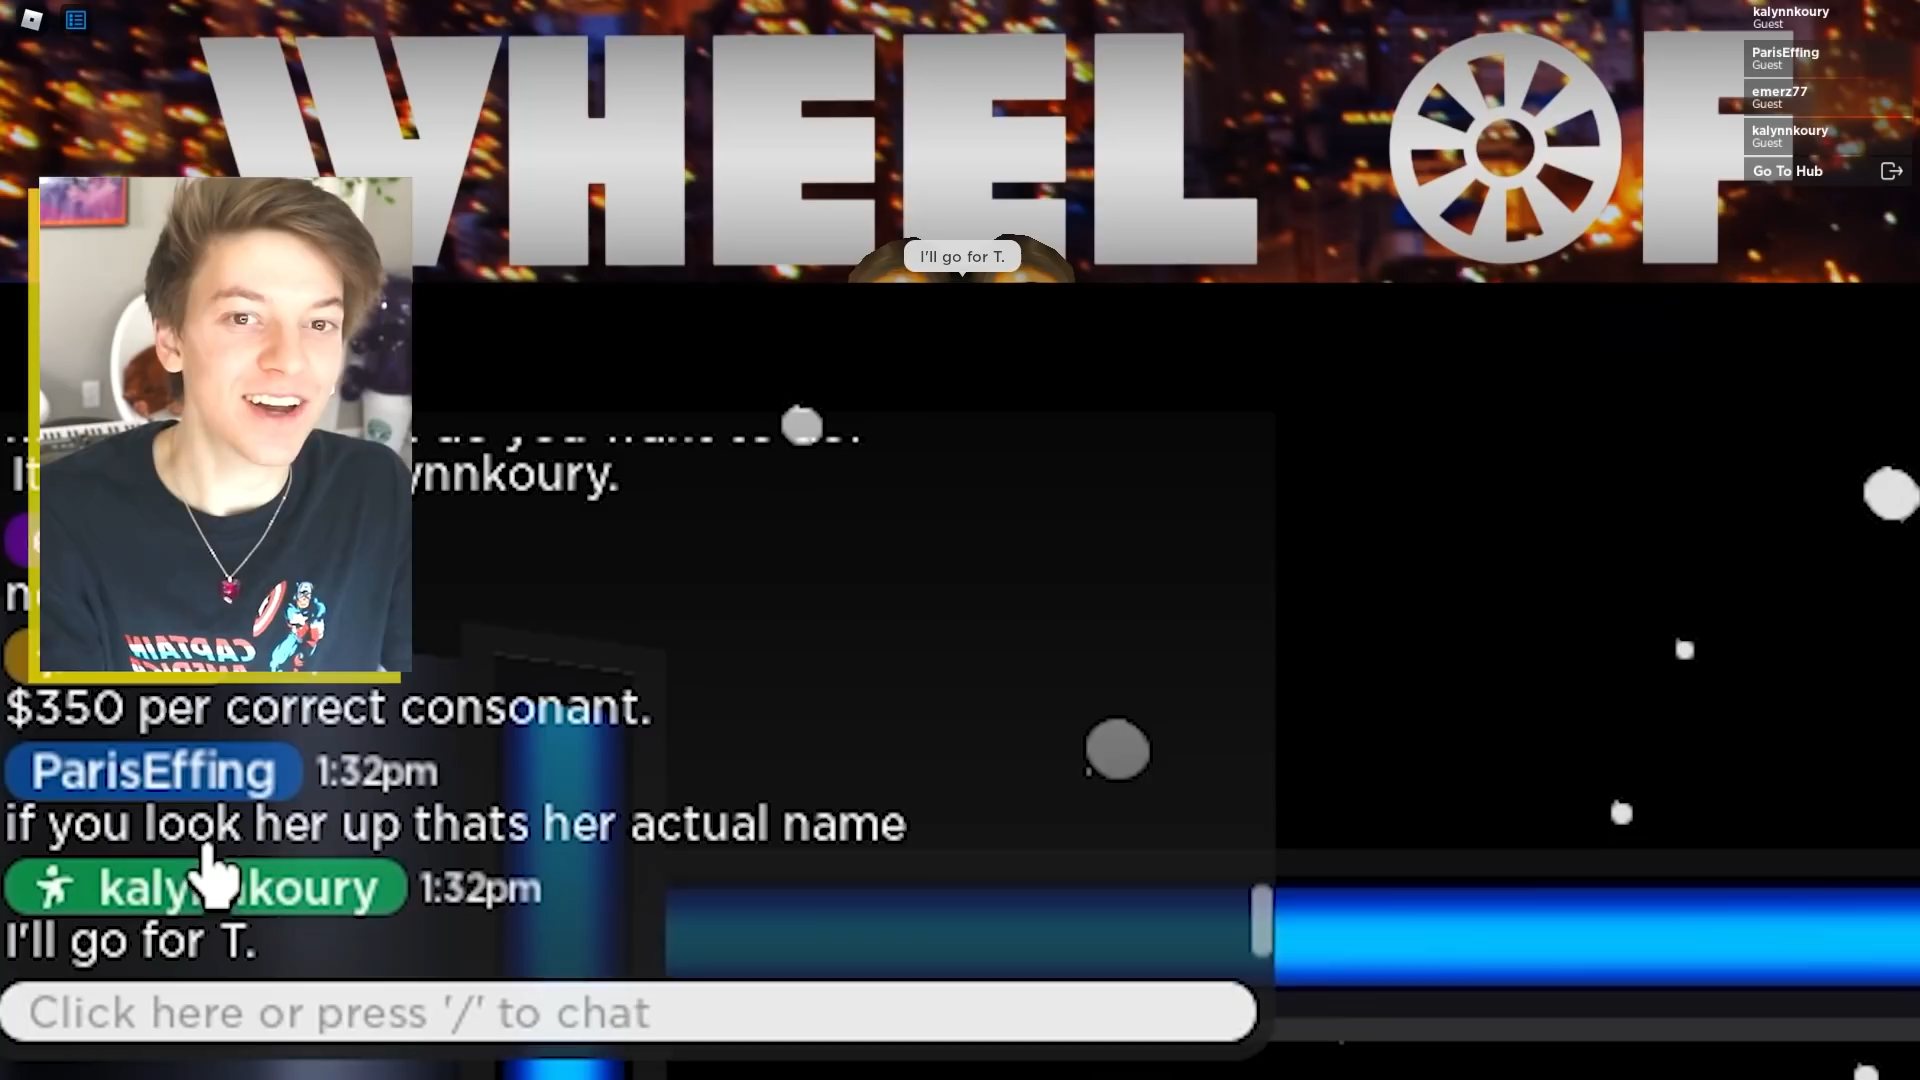 WHEEL OF
kalynnkoury
Guest
ParisEffing
Guest
emerz77
Guest
kalynnkoury
Guest
Go To Hub
I'll go for T.
$350 per correct consonant.
ParisEffing 1:32pm
if you look her up thats her actual name
kalynnkoury 1:32pm
I'll go for T.
Click here or press '/' to chat
CAPTAIN
AMERICA